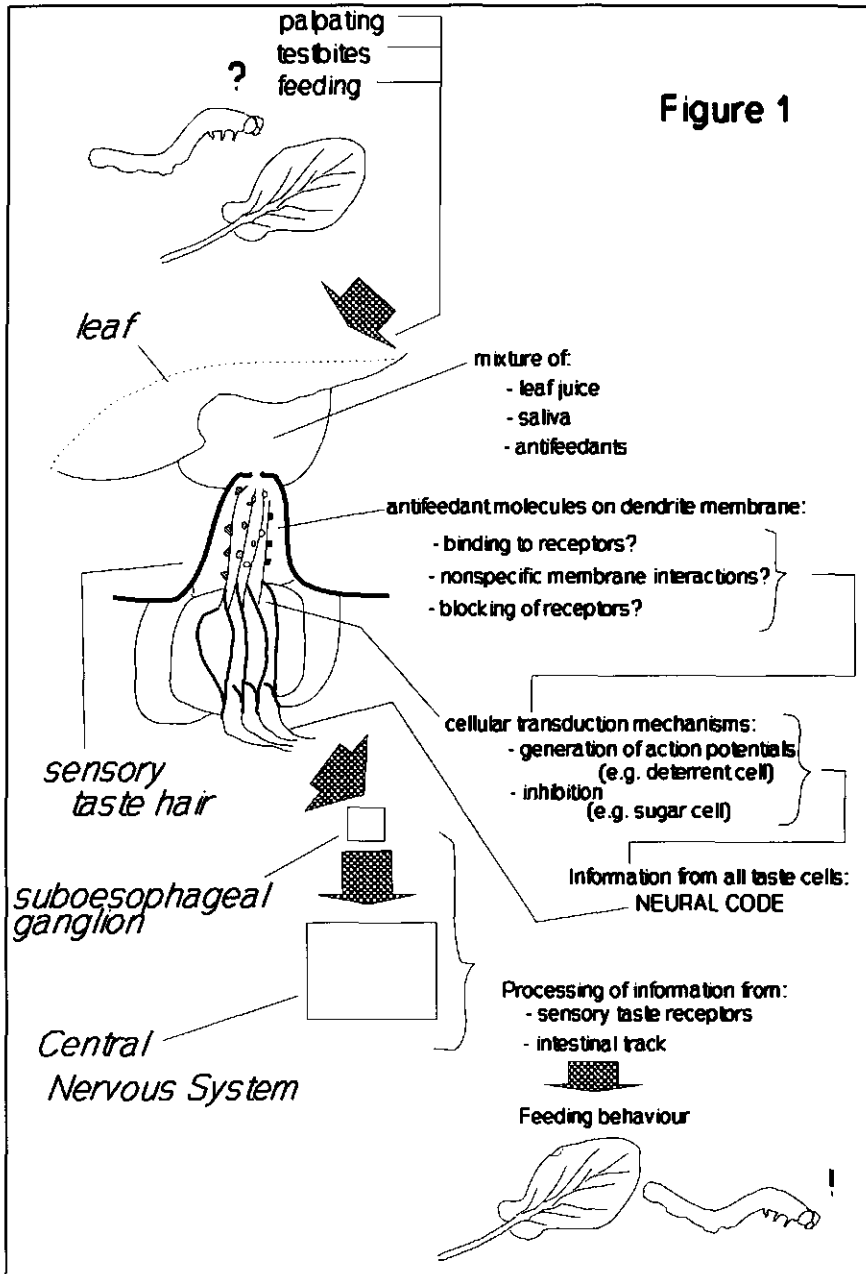 palpating
testbites
feeding
?
Figure 1
leaf
mixture of:
- leaf juice
- saliva
- antifeedants
antifeedant molecules on dendrite membrane:
- binding to receptors?
- nonspecific membrane interactions?
- blocking of receptors?
cellular transduction mechanisms:
- generation of action potentials
(e.g. deterrent cell)
- inhibition
(e.g. sugar cell)
sensory
taste hair
Information from all taste cells:
NEURAL CODE
suboesophageal
ganglion
Processing of information from:
- sensory taste receptors
- intestinal track
Central
Nervous System
Feeding behaviour
!